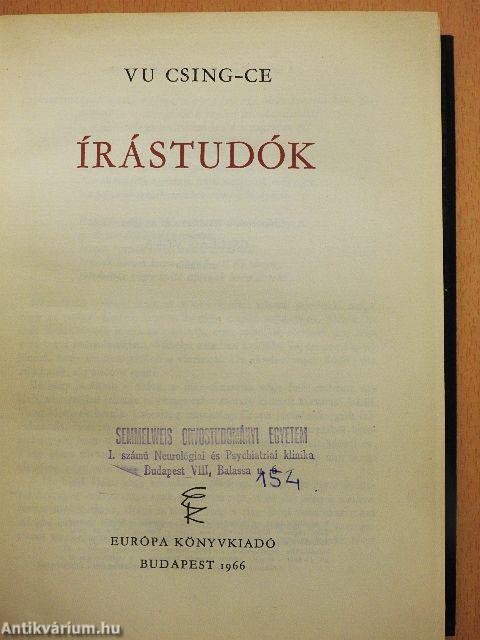 VU CSING-CE
ÍRÁSTUDÓK
SEMMELWEIS ORVOSTUDOMÁNYI EGYETEM
I. számú Neurológiai és Psychiatriai klinika
Budapest VIII, Balassa u. 6
154
EURÓPA KÖNYVKIADÓ
BUDAPEST 1966
Antikvárium.hu